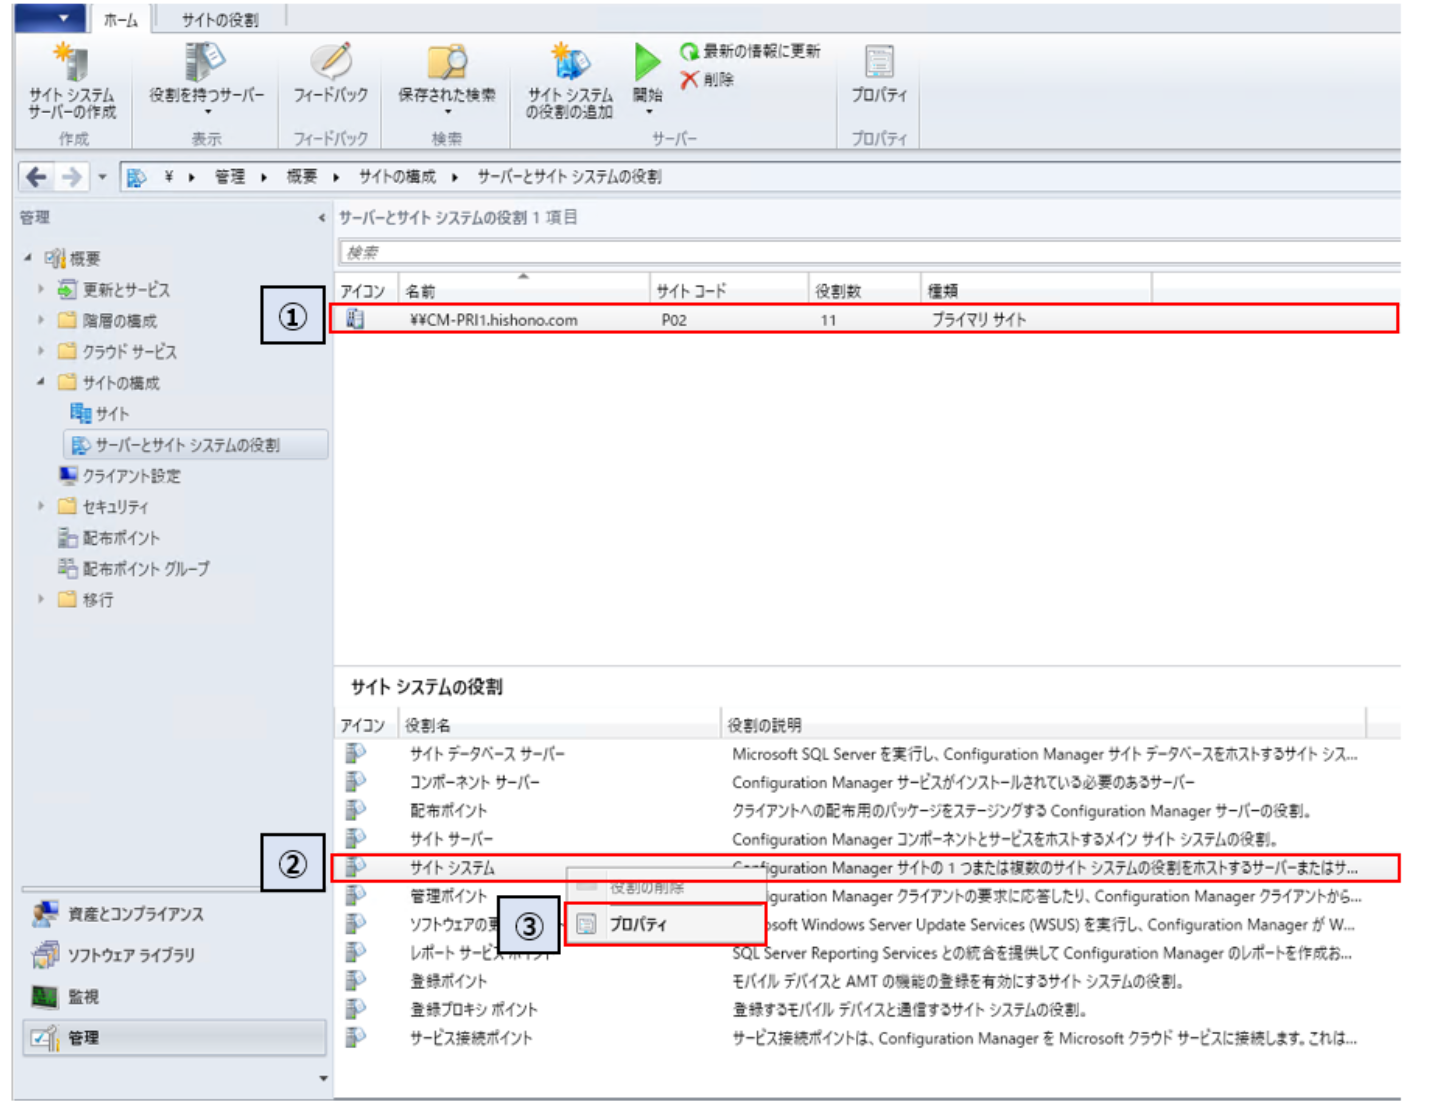 ホーム
サイトの役割
サイト システム
サーバーの作成
役割を持つサーバー
フィードバック
保存された検索
サイト システム
の役割の追加
開始
最新の情報に更新
削除
プロパティ
作成
表示
フィードバック
検索
サーバー
プロパティ
¥ 管理 概要 サイトの構成 サーバーとサイト システムの役割
管理
概要
更新とサービス
階層の構成
クラウド サービス
サイトの構成
サイト
サーバーとサイト システムの役割
クライアント設定
セキュリティ
配布ポイント
配布ポイント グループ
移行
資産とコンプライアンス
ソフトウェア ライブラリ
監視
管理
サーバーとサイト システムの役割 1 項目
検索
アイコン 名前 サイト コード 役割数 種類
①
¥¥CM-PRI1.hishono.com P02 11 プライマリ サイト
サイト システムの役割
アイコン 役割名 役割の説明
サイト データベース サーバー Microsoft SQL Server を実行し、Configuration Manager サイト データベースをホストするサイト シス...
コンポーネント サーバー Configuration Manager サービスがインストールされている必要のあるサーバー
配布ポイント クライアントへの配布用のパッケージをステージングする Configuration Manager サーバーの役割。
サイト サーバー Configuration Manager コンポーネントとサービスをホストするメイン サイト システムの役割。
②
サイト システム Configuration Manager サイトの 1 つまたは複数のサイト システムの役割をホストするサーバーまたはサ...
役割の削除
管理ポイント iguration Manager クライアントの要求に応答したり、Configuration Manager クライアントから...
③
プロパティ
ソフトウェアの更 osoft Windows Server Update Services (WSUS) を実行し、Configuration Manager が W...
レポート サービス ポイント SQL Server Reporting Services との統合を提供して Configuration Manager のレポートを作成お...
登録ポイント モバイル デバイスと AMT の機能の登録を有効にするサイト システムの役割。
登録プロキシ ポイント 登録するモバイル デバイスと通信するサイト システムの役割。
サービス接続ポイント サービス接続ポイントは、Configuration Manager を Microsoft クラウド サービスに接続します。これは...